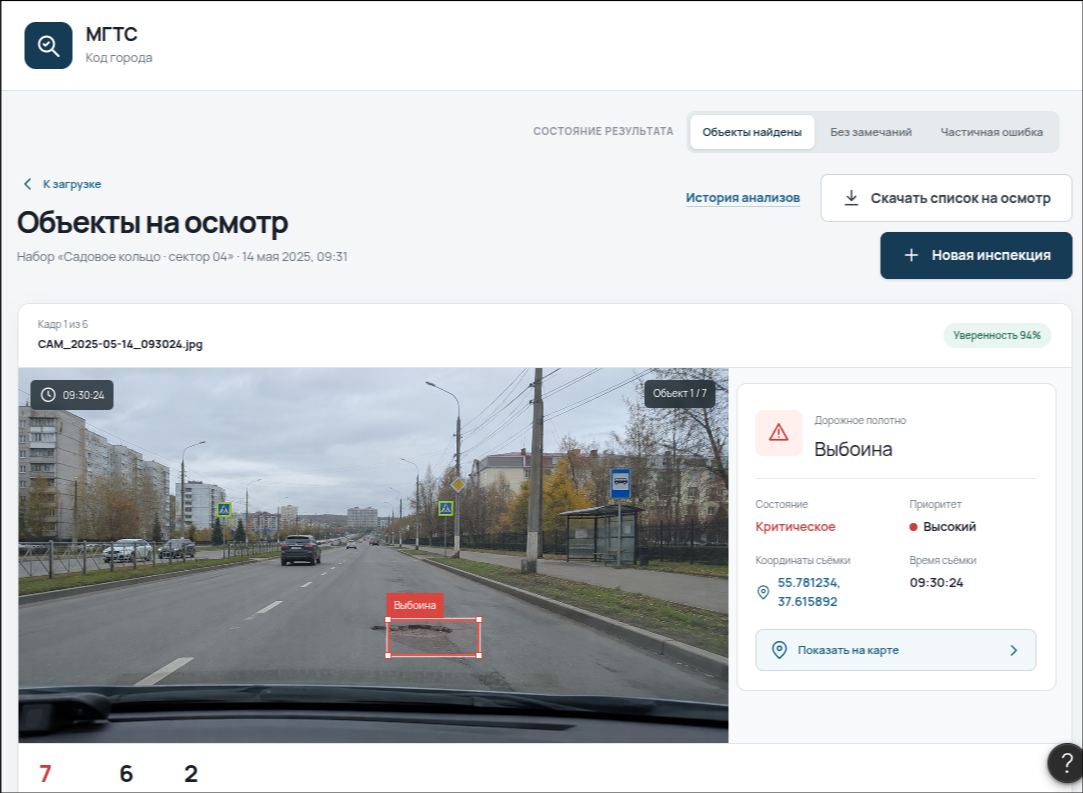 МГТС
Код города
СОСТОЯНИЕ РЕЗУЛЬТАТА
Объекты найдены
Без замечаний
Частичная ошибка
К загрузке
История анализов
Скачать список на осмотр
Объекты на осмотр
Набор «Садовое кольцо · сектор 04» · 14 мая 2025, 09:31
Новая инспекция
Кадр 1 из 6
CAM_2025-05-14_093024.jpg
Уверенность 94%
09:30:24
Объект 1 / 7
Выбоина
Дорожное полотно
Выбоина
Состояние
Приоритет
Критическое
Высокий
Координаты съёмки
Время съёмки
55.781234,
37.615892
09:30:24
Показать на карте
7
6
2
?